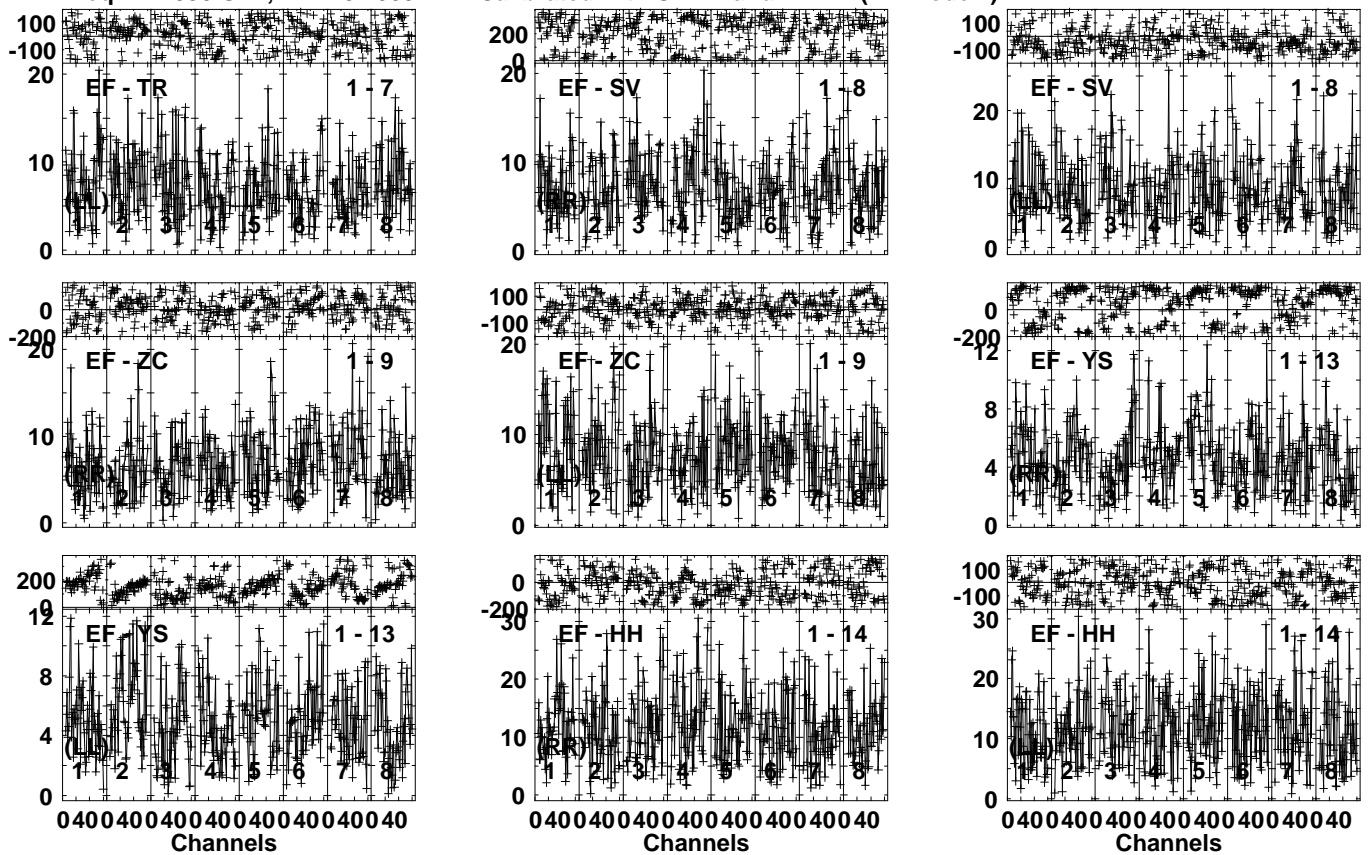 100 200 100
-100 0 -100
20 EF - TR 1 - 7 20 EF - SV 1 - 8 20 EF - SV 1 - 8
10 10 10
(LL) (RR) (LL)
1 2 3 4 5 6 7 8 1 2 3 4 5 6 7 8 1 2 3 4 5 6 7 8
0 0 0
0 100 0
-200 -100 -200
20 EF - ZC 1 - 9 20 EF - ZC 1 - 9 12 EF - YS 1 - 13
8
10 10
4
(RR) (LL) (RR)
1 2 3 4 5 6 7 8 1 2 3 4 5 6 7 8 1 2 3 4 5 6 7 8
0 0 0
200 0 100
0 -200 -100
12 EF - YS 1 - 13 30 EF - HH 1 - 14 30 EF - HH 1 - 14
8 20 20
4 10 10
(LL) (RR) (LL)
1 2 3 4 5 6 7 8 1 2 3 4 5 6 7 8 1 2 3 4 5 6 7 8
0 0 0
0 40 0 40 0 40 0 40 0 40 0 40 0 40 0 40 0 40 0 40 0 40 0 40 0 40 0 40 0 40 0 40 0 40 0 40 0 40 0 40 0 40 0 40 0 40 0 40
Channels Channels Channels